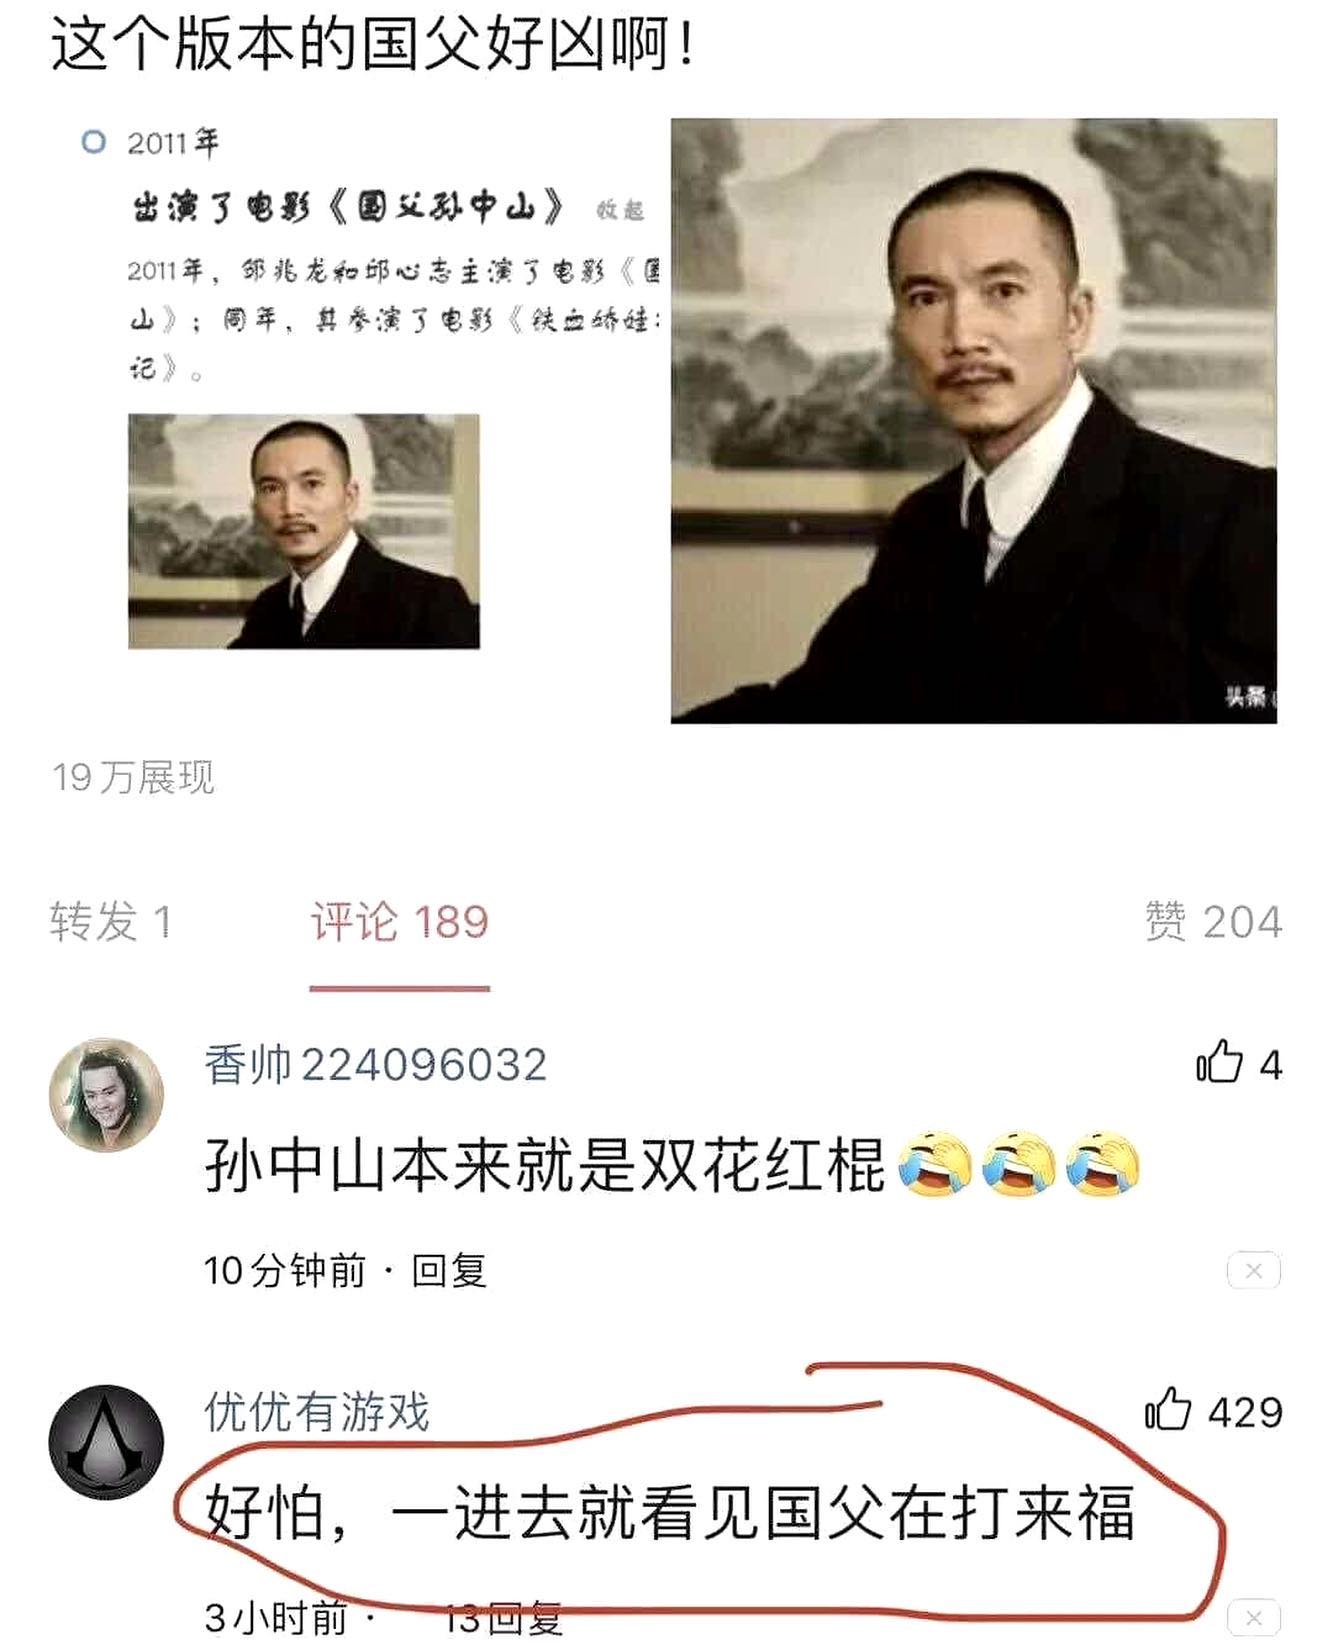 这个版本的国父好凶啊！
2011年
出演了电影《国父孙中山》 收起
2011年，邹兆龙和邱心志主演了电影《国
山》；同年，其参演了电影《铁血娇娃：
记》。
头条
19万展现
转发 1 评论 189 赞 204
香帅224096032 4
孙中山本来就是双花红棍😂😂😂
10分钟前 · 回复
优优有游戏 429
好怕，一进去就看见国父在打来福
3小时前 · 13回复